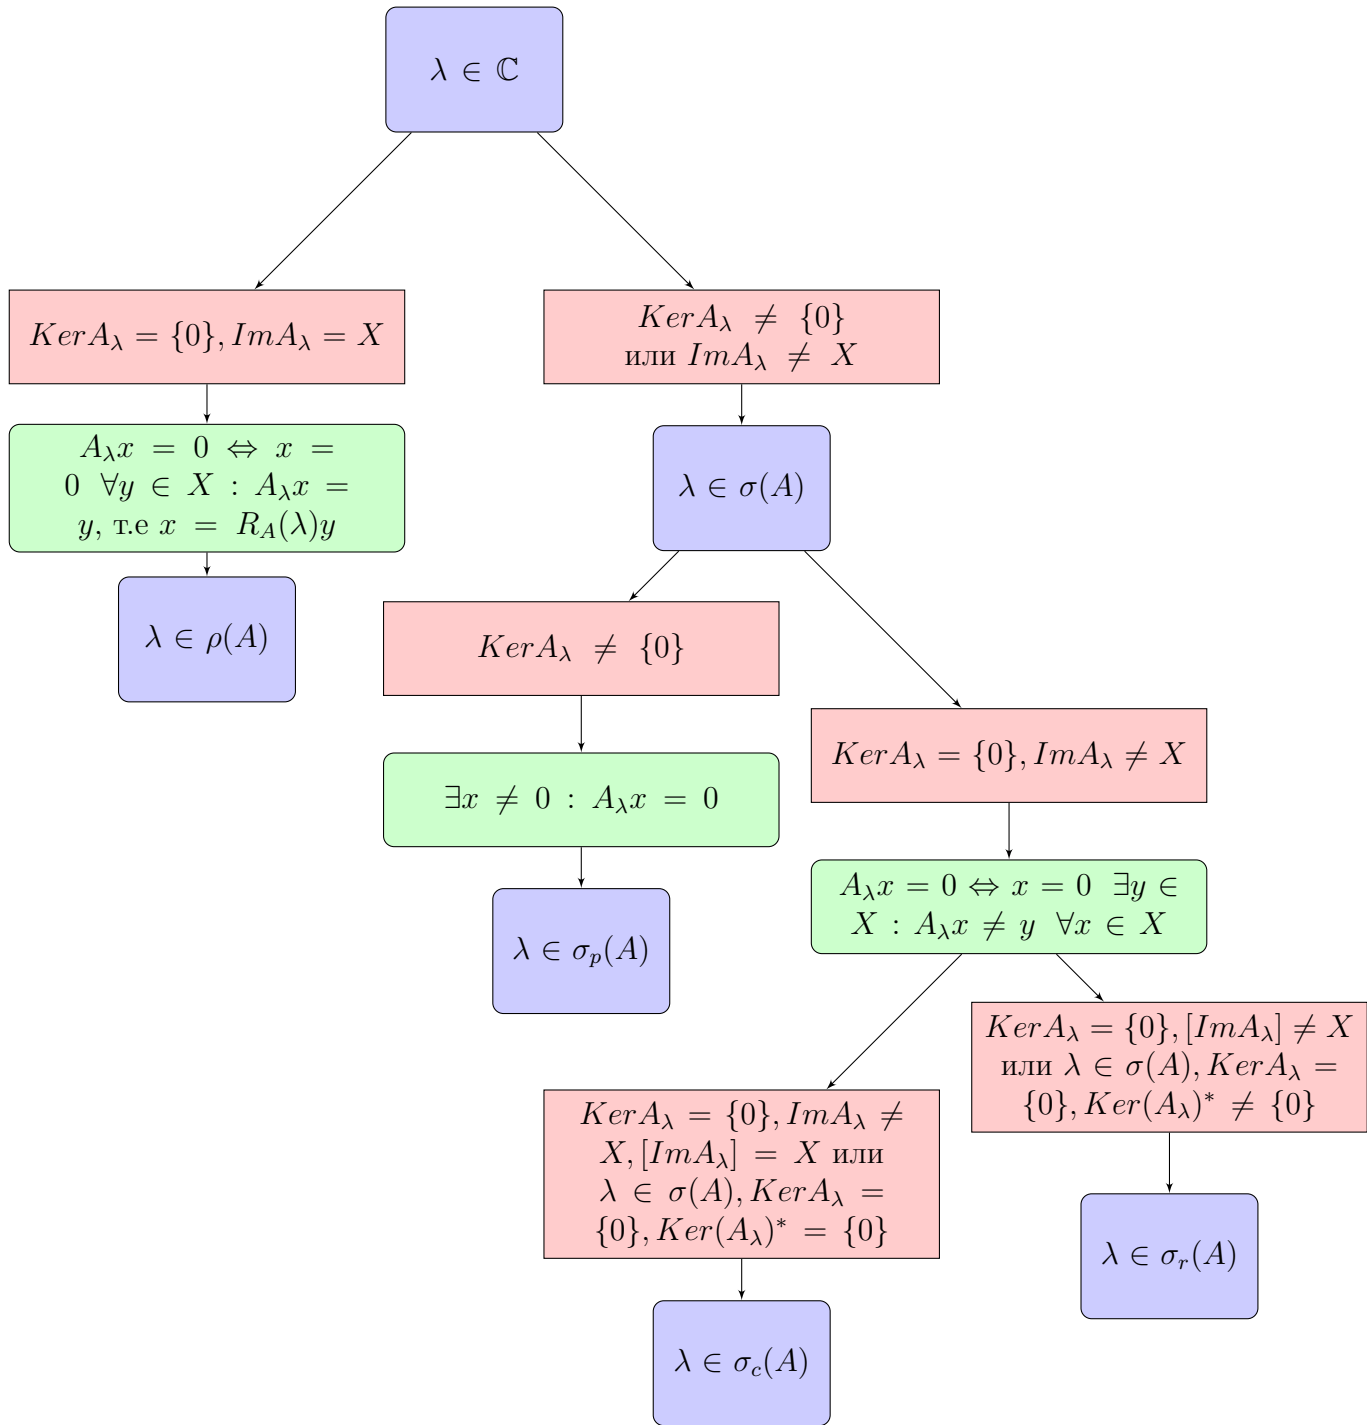 λ ∈ ℂ
KerA_λ = {0}, ImA_λ = X
KerA_λ ≠ {0}
или ImA_λ ≠ X
A_λx = 0 ⇔ x =
0 ∀y ∈ X : A_λx =
y, т.е x = R_A(λ)y
λ ∈ σ(A)
λ ∈ ρ(A)
KerA_λ ≠ {0}
KerA_λ = {0}, ImA_λ ≠ X
∃x ≠ 0 : A_λx = 0
A_λx = 0 ⇔ x = 0 ∃y ∈
X : A_λx ≠ y ∀x ∈ X
λ ∈ σ_p(A)
KerA_λ = {0}, [ImA_λ] ≠ X
или λ ∈ σ(A), KerA_λ =
{0}, Ker(A_λ)* ≠ {0}
KerA_λ = {0}, ImA_λ ≠
X, [ImA_λ] = X или
λ ∈ σ(A), KerA_λ =
{0}, Ker(A_λ)* = {0}
λ ∈ σ_r(A)
λ ∈ σ_c(A)